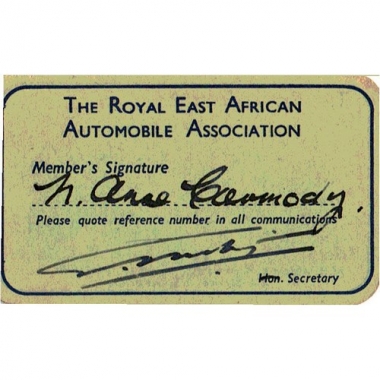 THE ROYAL EAST AFRICAN
AUTOMOBILE ASSOCIATION
Member's Signature
N. Anne Carmody.
Please quote reference number in all communications
Hon. Secretary